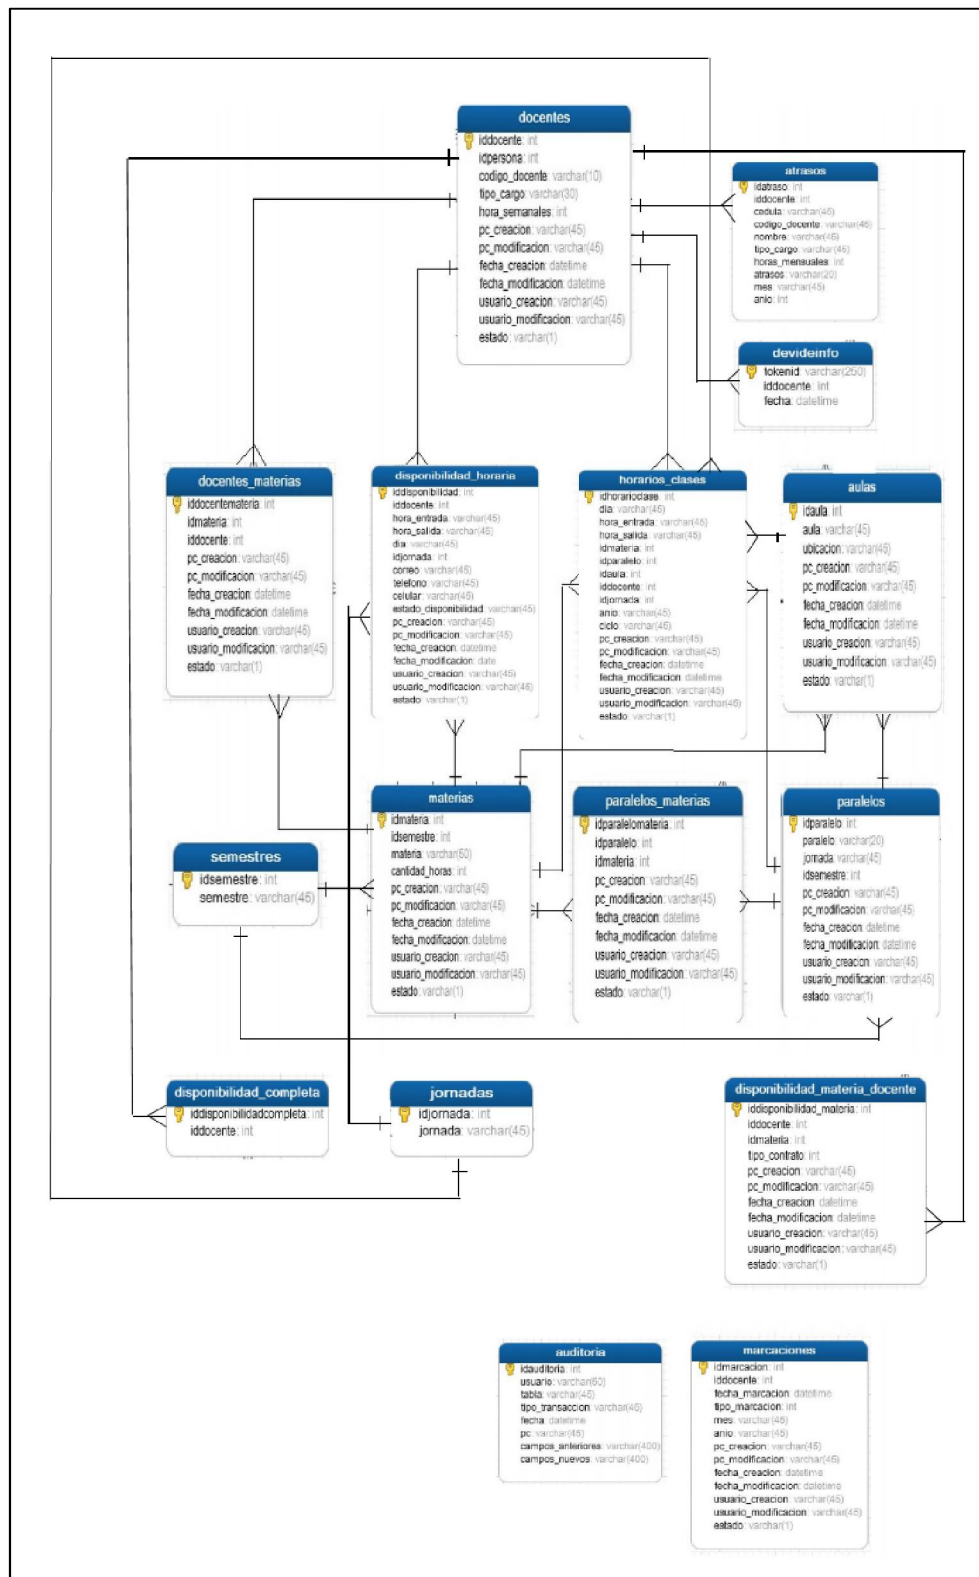 docentes
iddocente: int
idpersona: int
codigo_docente: varchar(10)
tipo_cargo: varchar(30)
hora_semanales: int
pc_creacion: varchar(45)
pc_modificacion: varchar(45)
fecha_creacion: datetime
fecha_modificacion: datetime
usuario_creacion: varchar(45)
usuario_modificacion: varchar(45)
estado: varchar(1)
atrasos
idatraso: int
iddocente: int
cedula: varchar(45)
codigo_docente: varchar(45)
nombre: varchar(45)
tipo_cargo: varchar(45)
horas_mensuales: int
atrasos: varchar(20)
mes: varchar(45)
anio: int
devideinfo
tokenid: varchar(250)
iddocente: int
fecha: datetime
docentes_materias
iddocentemateria: int
idmateria: int
iddocente: int
pc_creacion: varchar(45)
pc_modificacion: varchar(45)
fecha_creacion: datetime
fecha_modificacion: datetime
usuario_creacion: varchar(45)
usuario_modificacion: varchar(45)
estado: varchar(1)
disponibilidad_horaria
iddisponibilidad: int
iddocente: int
hora_entrada: varchar(45)
hora_salida: varchar(45)
dia: varchar(45)
idjornada: int
correo: varchar(45)
telefono: varchar(45)
celular: varchar(45)
estado_disponibilidad: varchar(45)
pc_creacion: varchar(45)
pc_modificacion: varchar(45)
fecha_creacion: datetime
fecha_modificacion: date
usuario_creacion: varchar(45)
usuario_modificacion: varchar(45)
estado: varchar(1)
horarios_clases
idhorarioclase: int
dia: varchar(45)
hora_entrada: varchar(45)
hora_salida: varchar(45)
idmateria: int
idparalelo: int
idaula: int
iddocente: int
idjornada: int
anio: varchar(45)
ciclo: varchar(45)
pc_creacion: varchar(45)
pc_modificacion: varchar(45)
fecha_creacion: datetime
fecha_modificacion: datetime
usuario_creacion: varchar(45)
usuario_modificacion: varchar(45)
estado: varchar(1)
aulas
idaula: int
aula: varchar(45)
ubicacion: varchar(45)
pc_creacion: varchar(45)
pc_modificacion: varchar(45)
fecha_creacion: datetime
fecha_modificacion: datetime
usuario_creacion: varchar(45)
usuario_modificacion: varchar(45)
estado: varchar(1)
semestres
idsemestre: int
semestre: varchar(45)
materias
idmateria: int
idsemestre: int
materia: varchar(50)
cantidad_horas: int
pc_creacion: varchar(45)
pc_modificacion: varchar(45)
fecha_creacion: datetime
fecha_modificacion: datetime
usuario_creacion: varchar(45)
usuario_modificacion: varchar(45)
estado: varchar(1)
paralelos_materias
idparalelomateria: int
idparalelo: int
idmateria: int
pc_creacion: varchar(45)
pc_modificacion: varchar(45)
fecha_creacion: datetime
fecha_modificacion: datetime
usuario_creacion: varchar(45)
usuario_modificacion: varchar(45)
estado: varchar(1)
paralelos
idparalelo: int
paralelo: varchar(20)
jornada: varchar(45)
idsemestre: int
pc_creacion: varchar(45)
pc_modificacion: varchar(45)
fecha_creacion: datetime
fecha_modificacion: datetime
usuario_creacion: varchar(45)
usuario_modificacion: varchar(45)
estado: varchar(1)
disponibilidad_completa
iddisponibilidadcompleta: int
iddocente: int
jornadas
idjornada: int
jornada: varchar(45)
disponibilidad_materia_docente
iddisponibilidad_materia: int
iddocente: int
idmateria: int
tipo_contrato: int
pc_creacion: varchar(45)
pc_modificacion: varchar(45)
fecha_creacion: datetime
fecha_modificacion: datetime
usuario_creacion: varchar(45)
usuario_modificacion: varchar(45)
estado: varchar(1)
auditoria
idauditoria: int
usuario: varchar(50)
tabla: varchar(45)
tipo_transaccion: varchar(45)
fecha: datetime
pc: varchar(45)
campos_anteriores: varchar(400)
campos_nuevos: varchar(400)
marcaciones
idmarcacion: int
iddocente: int
fecha_marcacion: datetime
tipo_marcacion: int
mes: varchar(45)
anio: varchar(45)
pc_creacion: varchar(45)
pc_modificacion: varchar(45)
fecha_creacion: datetime
fecha_modificacion: datetime
usuario_creacion: varchar(45)
usuario_modificacion: varchar(45)
estado: varchar(1)